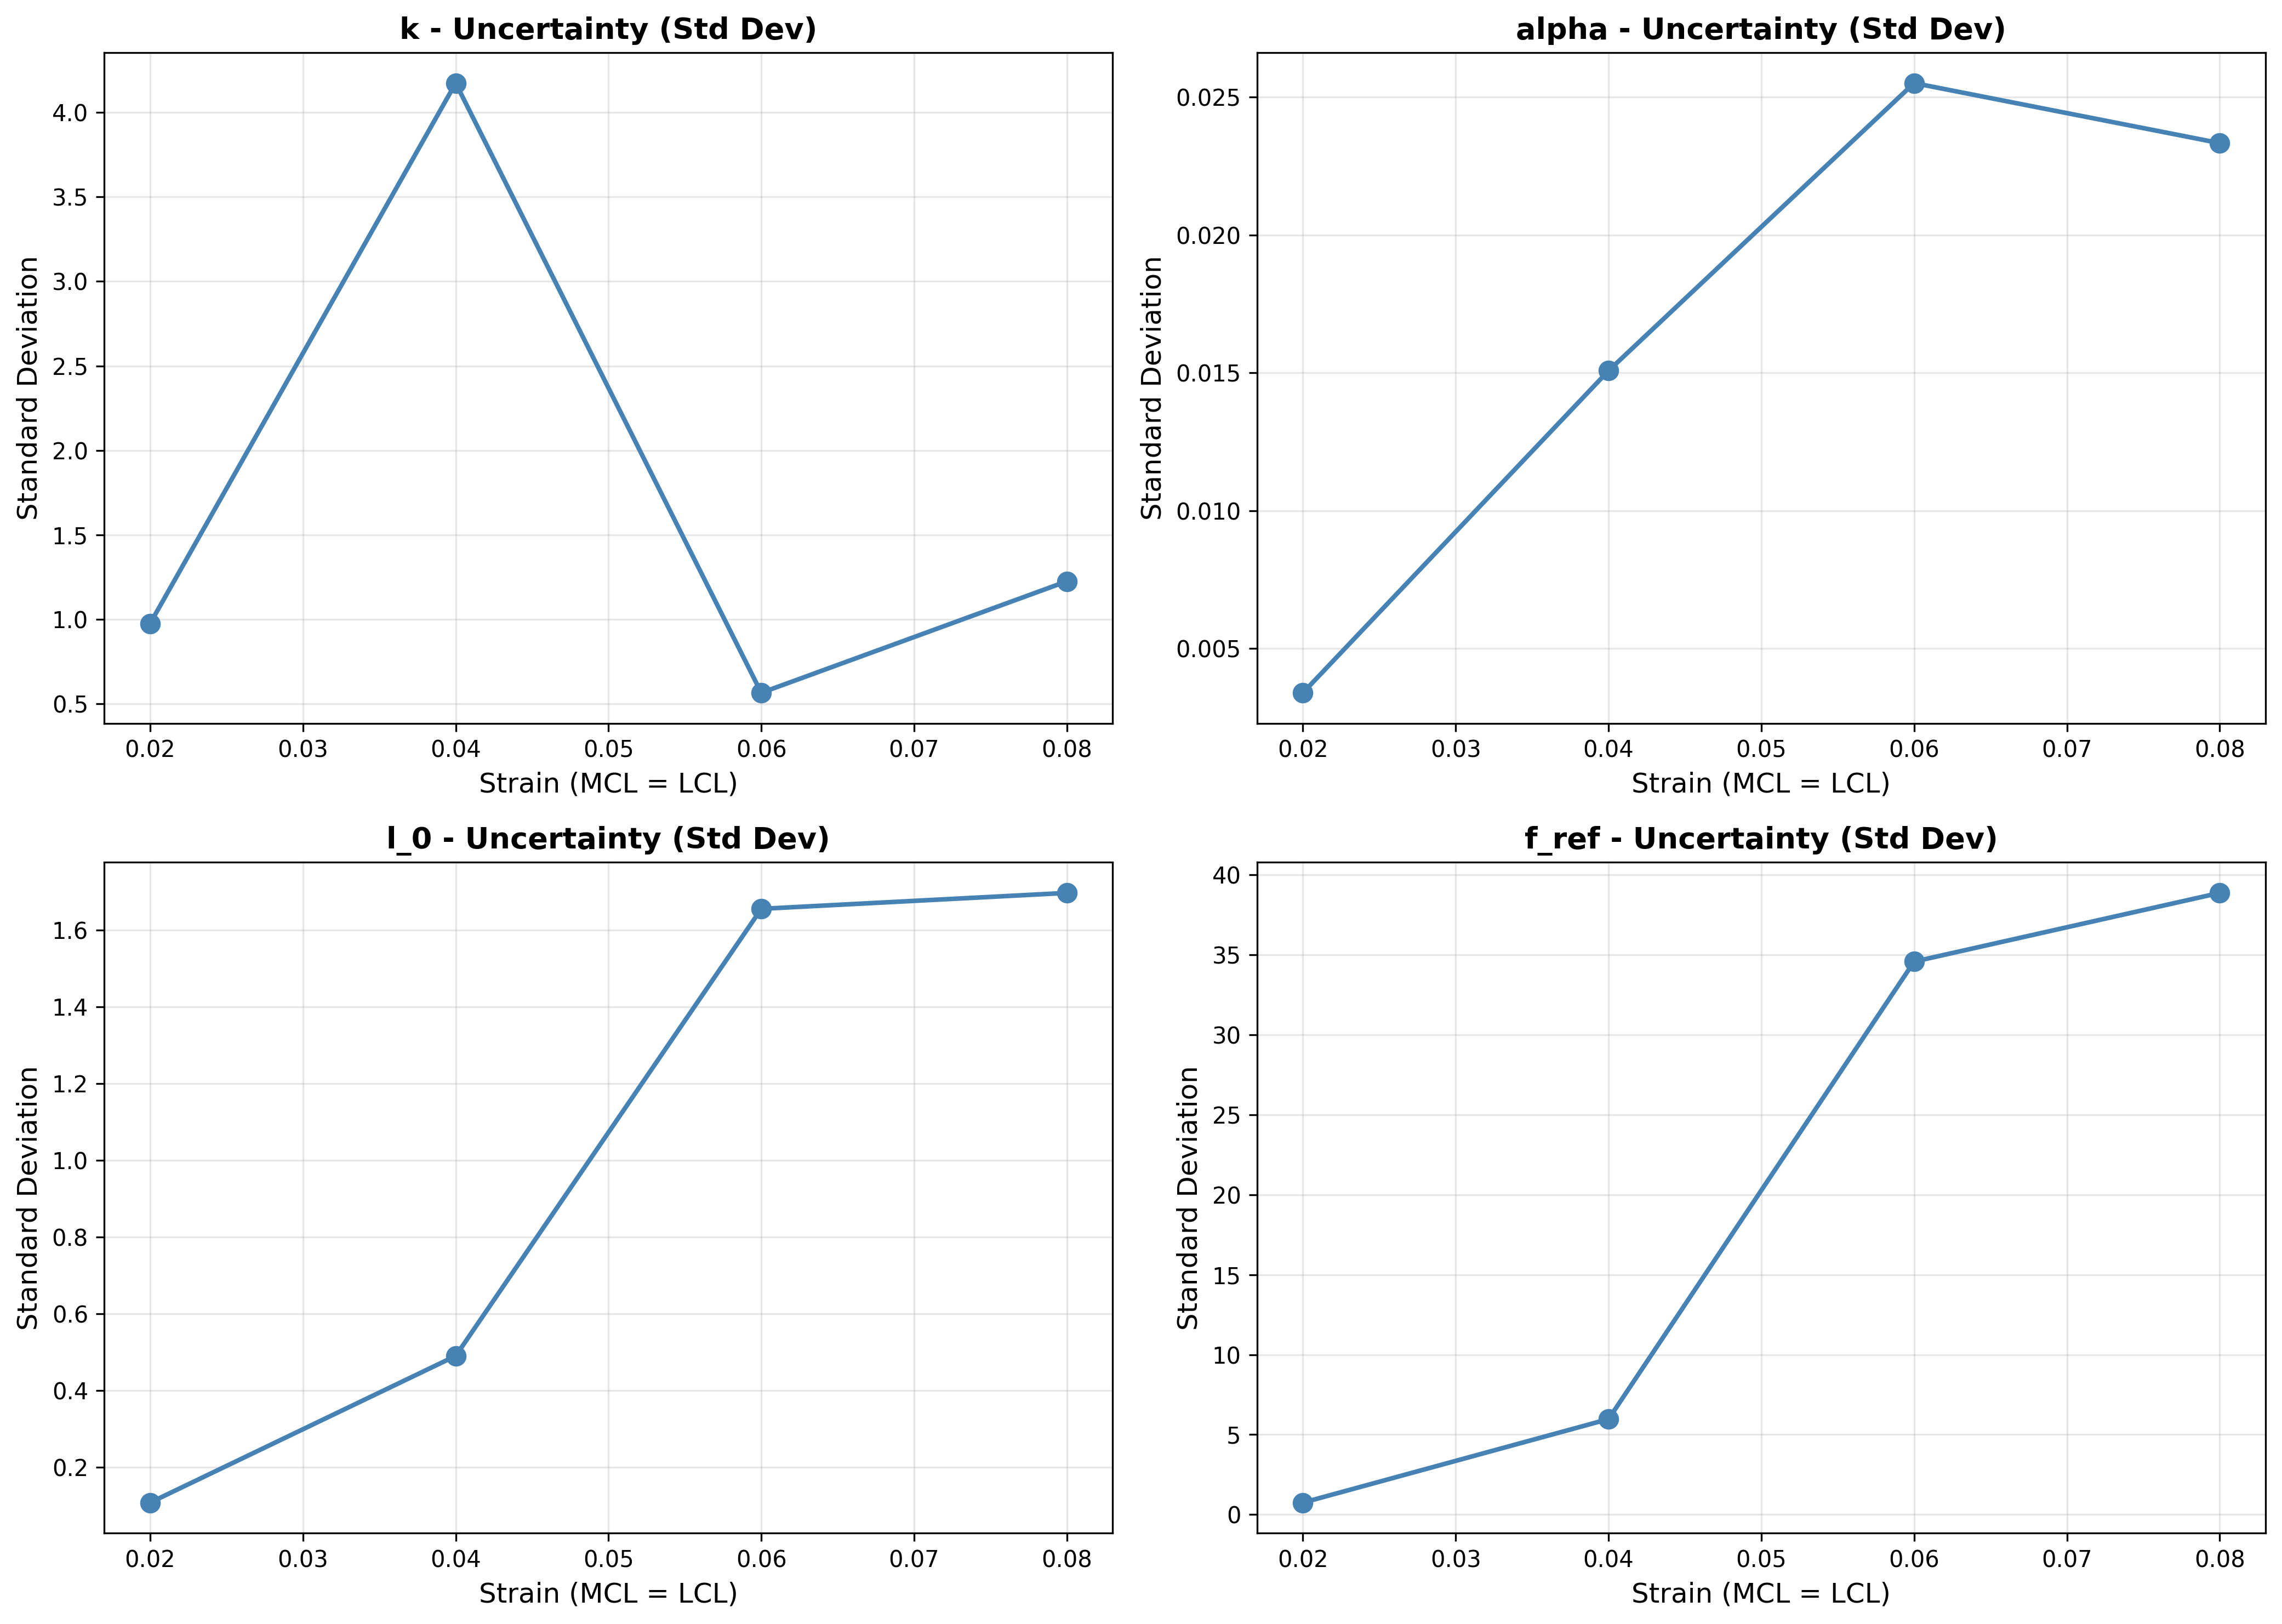 k - Uncertainty (Std Dev)
Standard Deviation
4.0
3.5
3.0
2.5
2.0
1.5
1.0
0.5
0.02 0.03 0.04 0.05 0.06 0.07 0.08
Strain (MCL = LCL)
alpha - Uncertainty (Std Dev)
Standard Deviation
0.025
0.020
0.015
0.010
0.005
0.02 0.03 0.04 0.05 0.06 0.07 0.08
Strain (MCL = LCL)
l_0 - Uncertainty (Std Dev)
Standard Deviation
1.6
1.4
1.2
1.0
0.8
0.6
0.4
0.2
0.02 0.03 0.04 0.05 0.06 0.07 0.08
Strain (MCL = LCL)
f_ref - Uncertainty (Std Dev)
Standard Deviation
40
35
30
25
20
15
10
5
0
0.02 0.03 0.04 0.05 0.06 0.07 0.08
Strain (MCL = LCL)